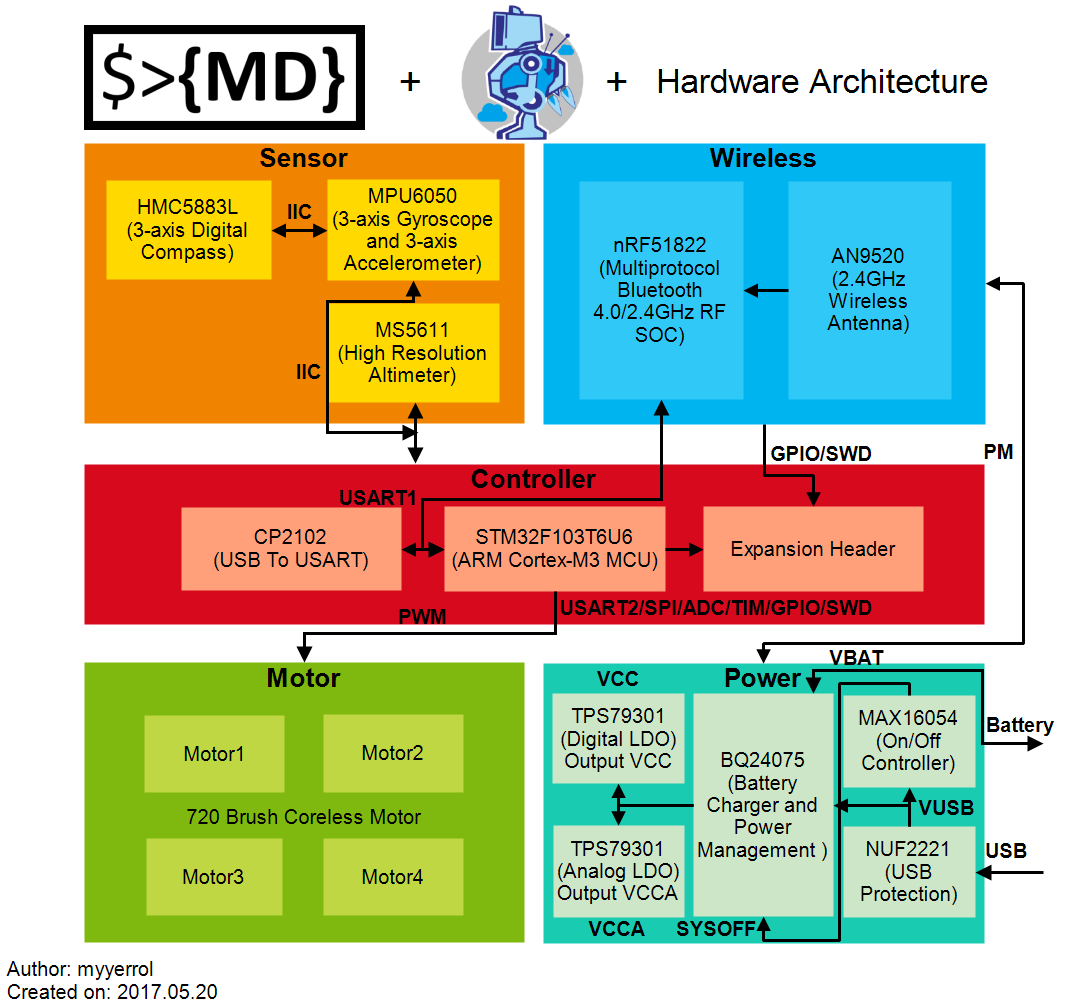 $>{MD} + + Hardware Architecture
Sensor
HMC5883L
(3-axis Digital
Compass)
IIC
MPU6050
(3-axis Gyroscope
and 3-axis
Accelerometer)
MS5611
(High Resolution
Altimeter)
IIC
Wireless
nRF51822
(Multiprotocol
Bluetooth
4.0/2.4GHz RF
SOC)
AN9520
(2.4GHz
Wireless
Antenna)
GPIO/SWD
PM
Controller
USART1
CP2102
(USB To USART)
STM32F103T6U6
(ARM Cortex-M3 MCU)
Expansion Header
PWM
USART2/SPI/ADC/TIM/GPIO/SWD
Motor
Motor1
Motor2
720 Brush Coreless Motor
Motor3
Motor4
VBAT
Power
VCC
TPS79301
(Digital LDO)
Output VCC
TPS79301
(Analog LDO)
Output VCCA
VCCA
BQ24075
(Battery
Charger and
Power
Management )
SYSOFF
MAX16054
(On/Off
Controller)
Battery
VUSB
NUF2221
(USB
Protection)
USB
Author: myyerrol
Created on: 2017.05.20